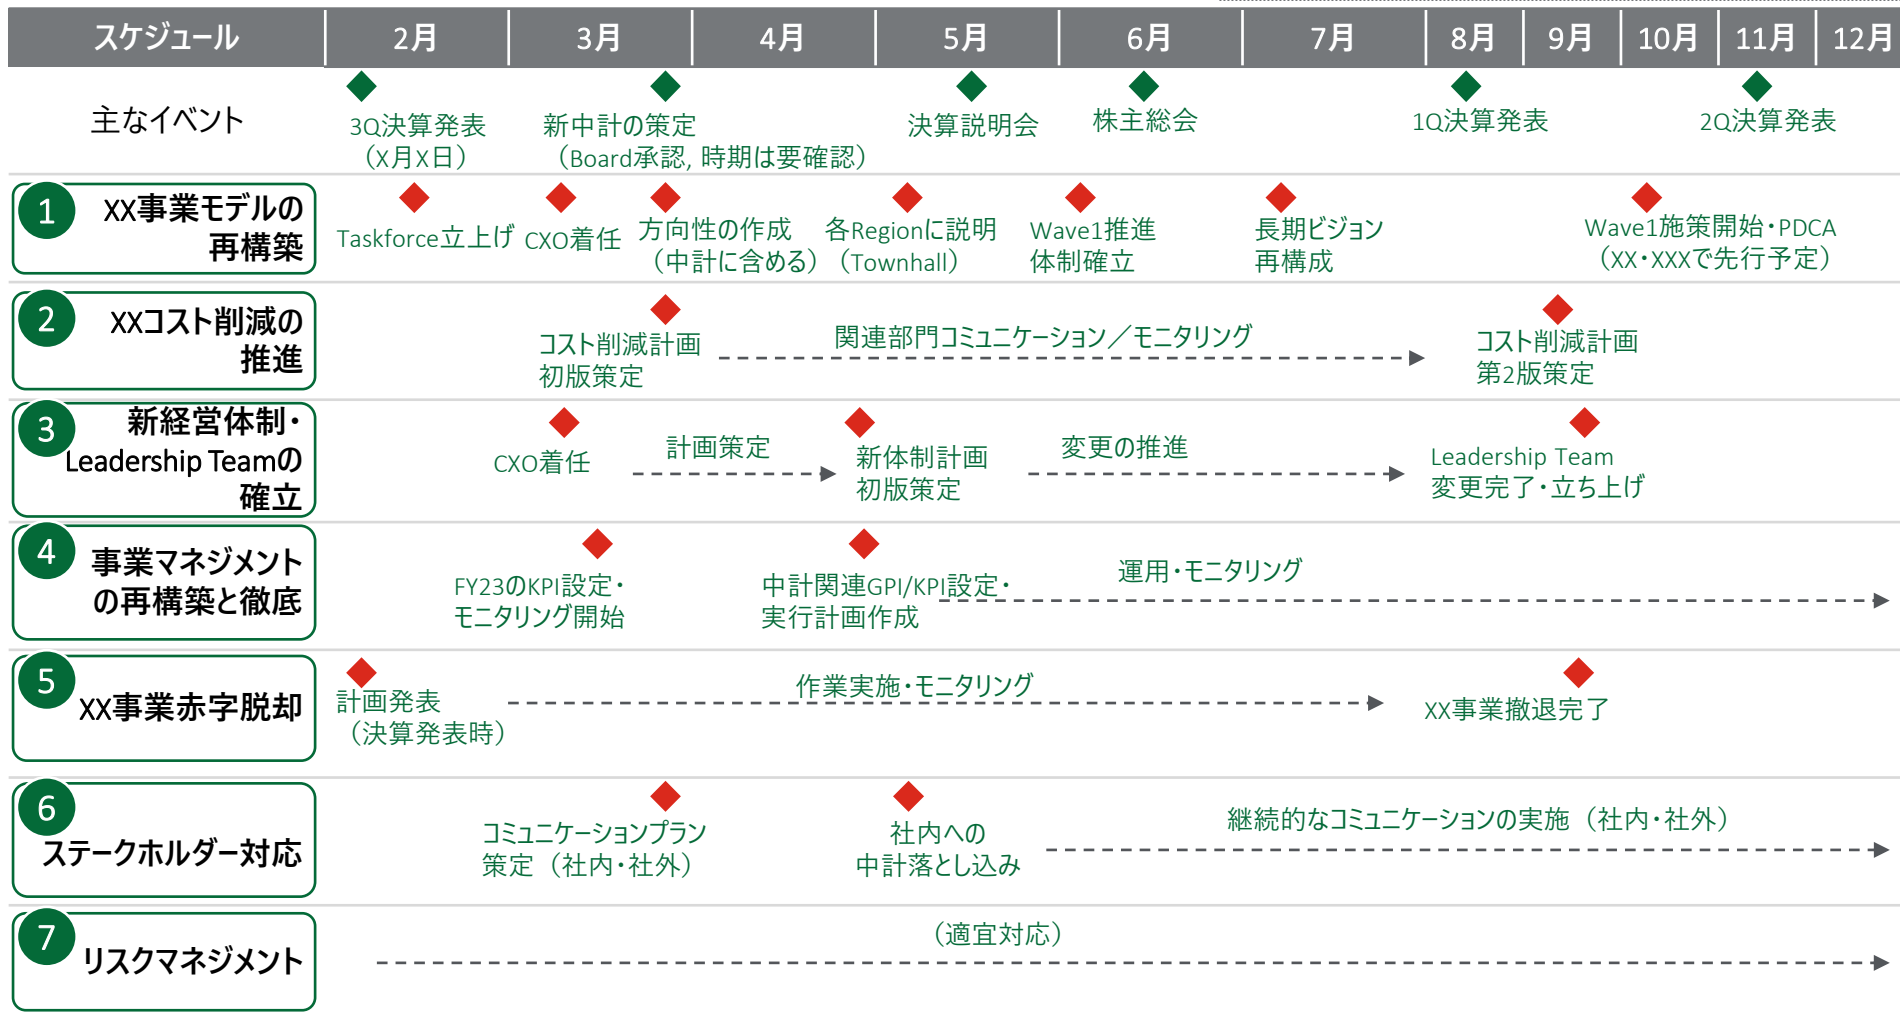 スケジュール 2月 3月 4月 5月 6月 7月 8月 9月 10月 11月 12月
主なイベント
3Q決算発表
（X月X日）
新中計の策定
（Board承認, 時期は要確認）
決算説明会
株主総会
1Q決算発表
2Q決算発表
1
XX事業モデルの
再構築
Taskforce立上げ
CXO着任
方向性の作成
（中計に含める）
各Regionに説明
（Townhall）
Wave1推進
体制確立
長期ビジョン
再構成
Wave1施策開始・PDCA
（XX・XXXで先行予定）
2
XXコスト削減の
推進
コスト削減計画
初版策定
関連部門コミュニケーション／モニタリング
コスト削減計画
第2版策定
3
新経営体制・
Leadership Teamの
確立
CXO着任
計画策定
新体制計画
初版策定
変更の推進
Leadership Team
変更完了・立ち上げ
4
事業マネジメント
の再構築と徹底
FY23のKPI設定・
モニタリング開始
中計関連GPI/KPI設定・
実行計画作成
運用・モニタリング
5
XX事業赤字脱却
計画発表
（決算発表時）
作業実施・モニタリング
XX事業撤退完了
6
ステークホルダー対応
コミュニケーションプラン
策定（社内・社外）
社内への
中計落とし込み
継続的なコミュニケーションの実施（社内・社外）
7
リスクマネジメント
（適宜対応）